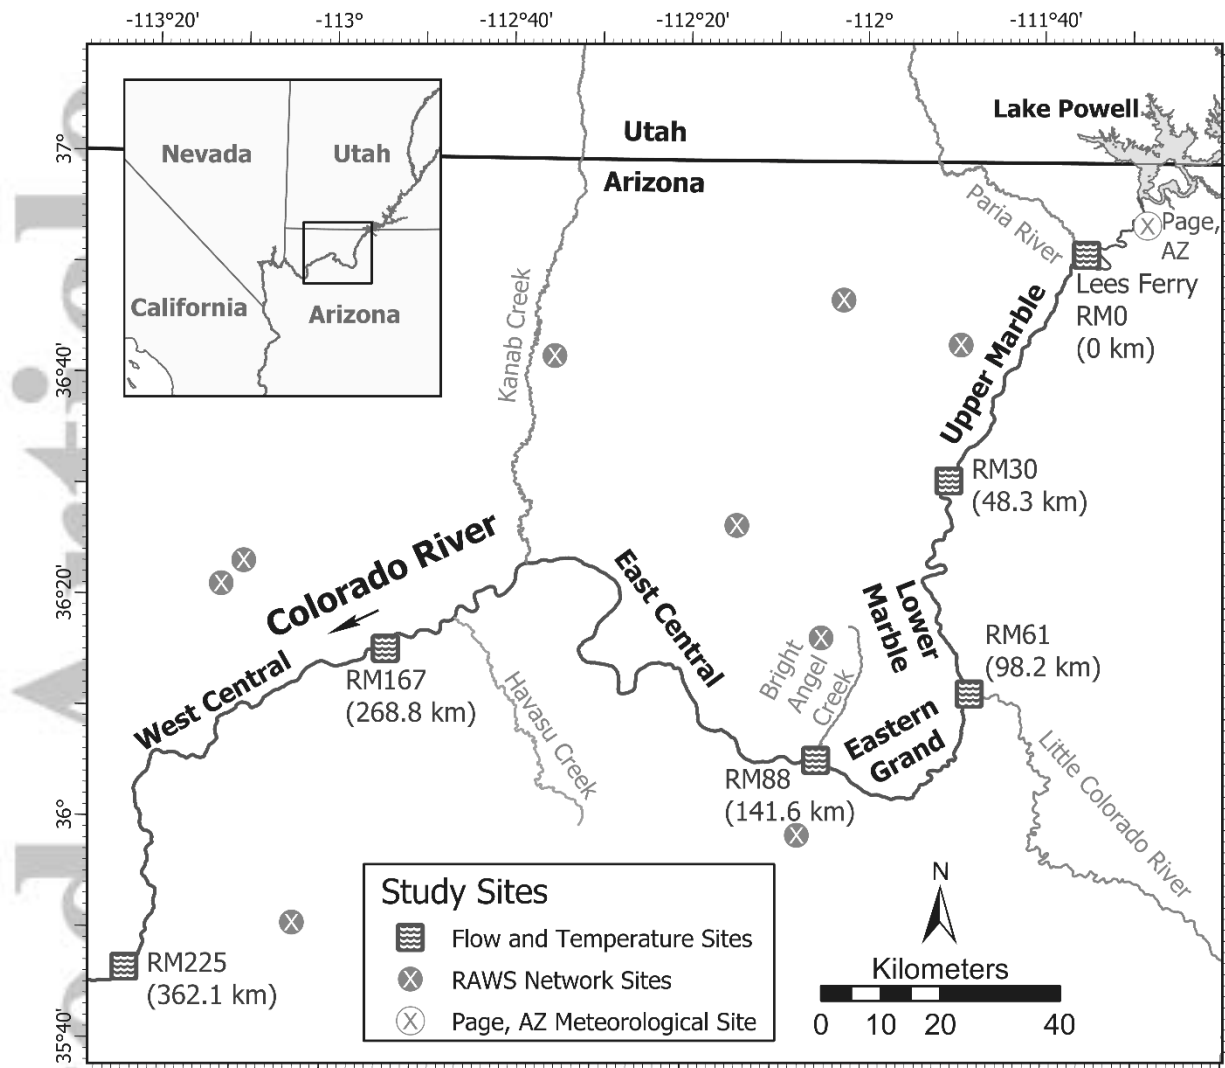 -113°20'
-113°
-112°40'
-112°20'
-112°
-111°40'
37°
36°40'
36°20'
36°
35°40'
Nevada
Utah
California
Arizona
Utah
Arizona
Lake Powell
Paria River
Page,
AZ
Lees Ferry
RM0
(0 km)
Kanab Creek
Upper Marble
RM30
(48.3 km)
Colorado River
East Central
Lower
Marble
RM61
(98.2 km)
West Central
RM167
(268.8 km)
Havasu Creek
Bright
Angel
Creek
Eastern
Grand
RM88
(141.6 km)
Little Colorado River
RM225
(362.1 km)
Study Sites
Flow and Temperature Sites
RAWS Network Sites
Page, AZ Meteorological Site
N
Kilometers
0 10 20 40